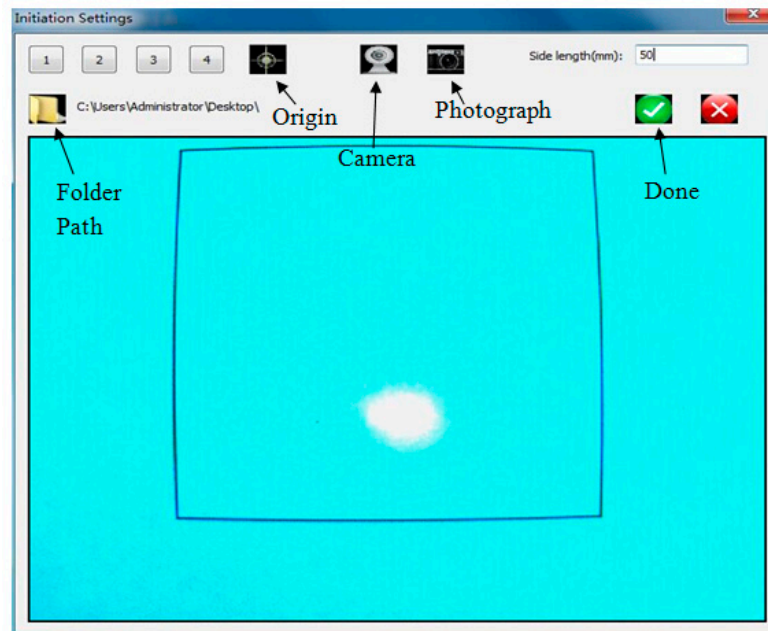 Initiation Settings
1 2 3 4 Side length(mm): 50
C:\Users\Administrator\Desktop\
Origin
Photograph
Camera
Folder
Path
Done